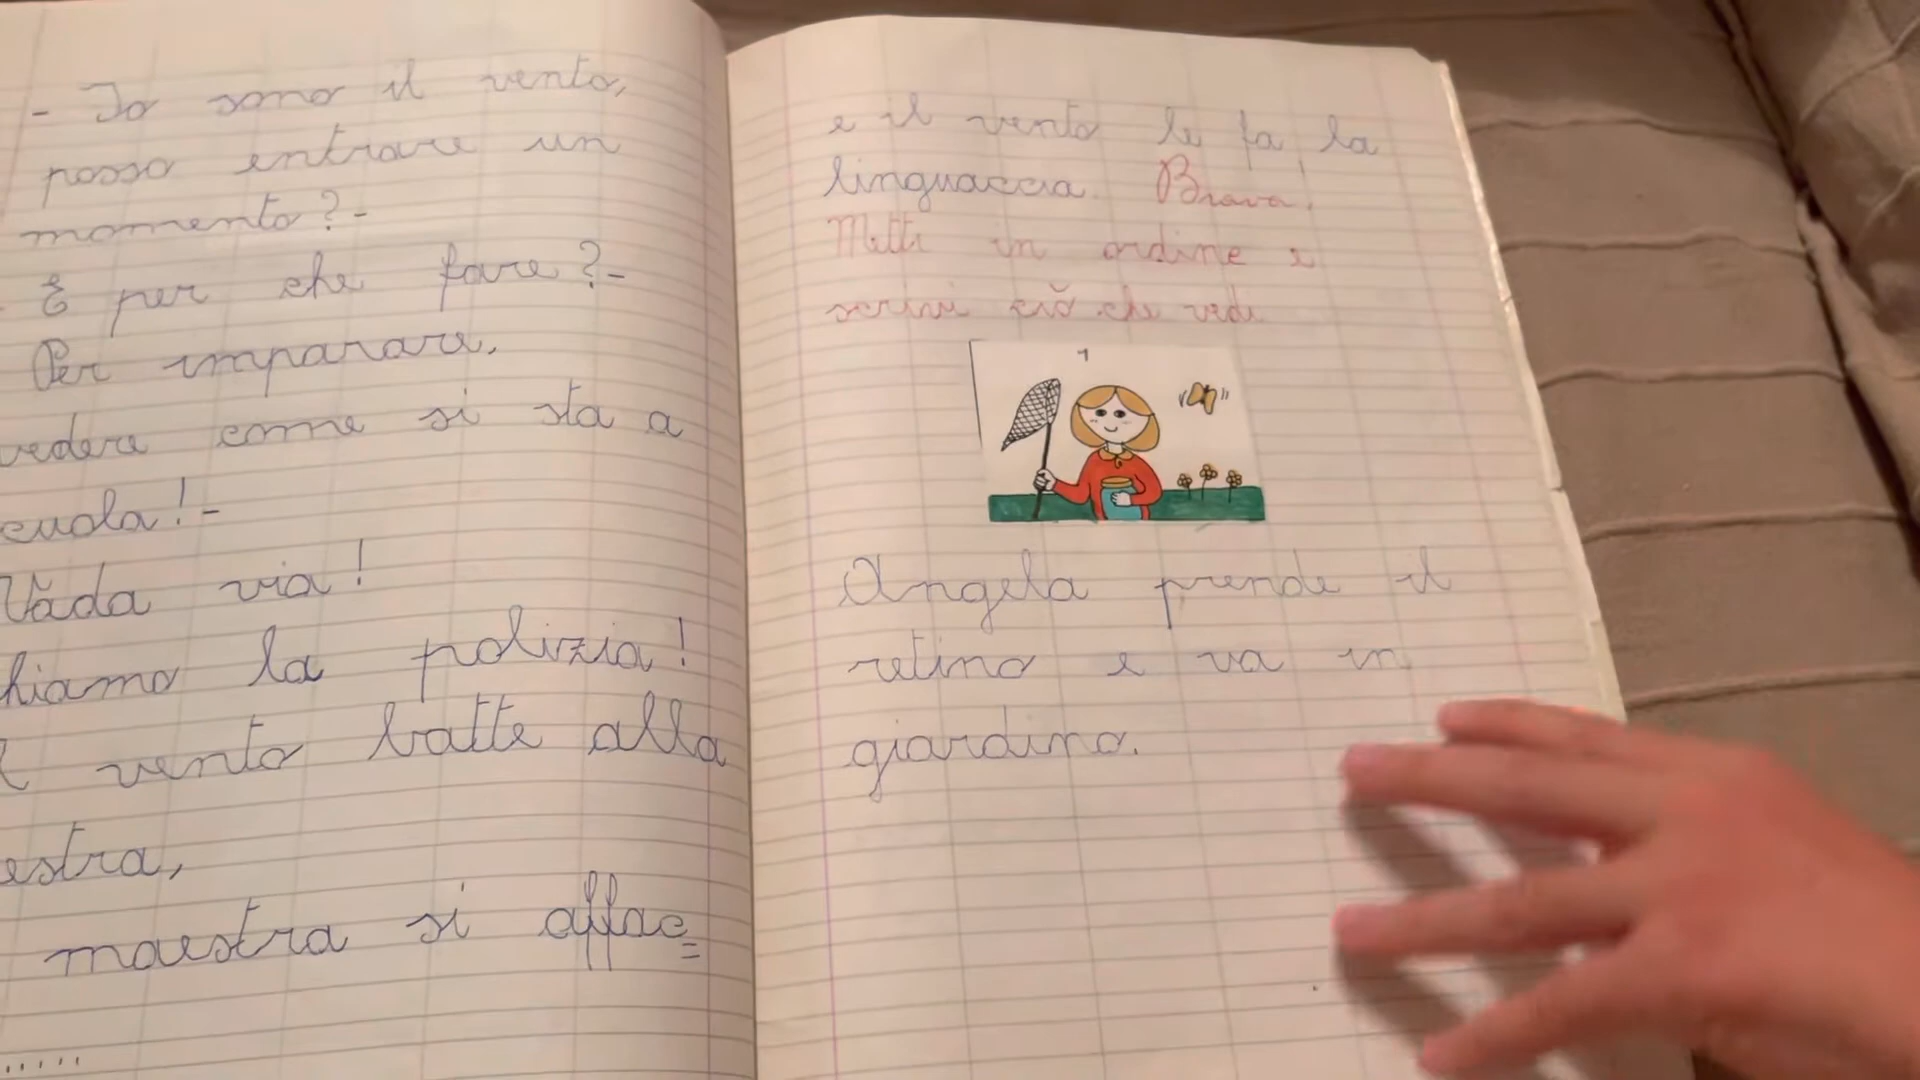 - Io sono il vento,
posso entrare un
momento?-
- E per che fare?-
Per imparare,
vedere come si sta a
cuola!-
Vada via!
hiamo la polizia!
l vento batte alla
estra,
maestra si affac=
.....
e il vento le fa la
linguaccia. Brava!
Metti in ordine e
scrivi ciò che vedi
1
Angela prende il
retino e va in
giardino.